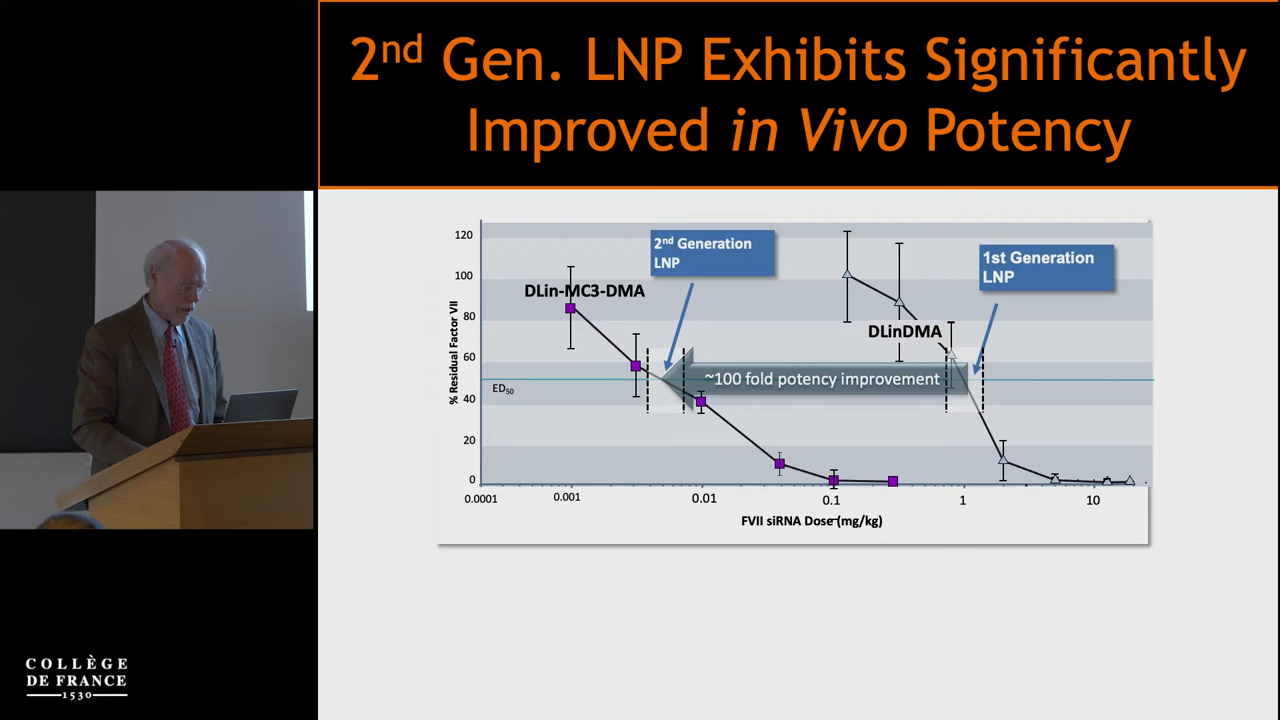 2nd Gen. LNP Exhibits Significantly
Improved in Vivo Potency
120
100
80
60
40
20
0
% Residual Factor VII
ED50
DLin-MC3-DMA
2nd Generation
LNP
DLinDMA
1st Generation
LNP
~100 fold potency improvement
0.0001
0.001
0.01
0.1
1
10
FVII siRNA Dose (mg/kg)
COLLÈGE
DE FRANCE
1530